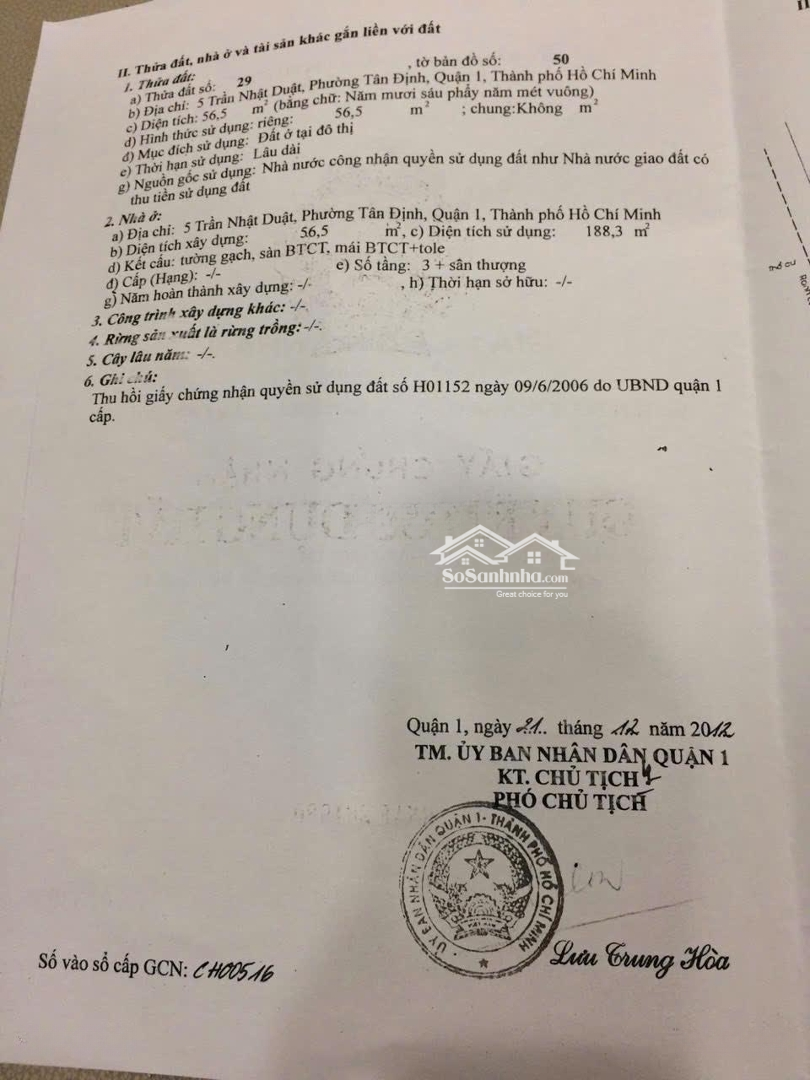 II. Thửa đất, nhà ở và tài sản khác gắn liền với đất
1. Thửa đất:
a) Thửa đất số: 29 , tờ bản đồ số: 50
b) Địa chỉ: 5 Trần Nhật Duật, Phường Tân Định, Quận 1, Thành phố Hồ Chí Minh
c) Diện tích: 56,5 m² (bằng chữ: Năm mươi sáu phẩy năm mét vuông)
d) Hình thức sử dụng: riêng: 56,5 m² ; chung:Không m²
đ) Mục đích sử dụng: Đất ở tại đô thị
e) Thời hạn sử dụng: Lâu dài
g) Nguồn gốc sử dụng: Nhà nước công nhận quyền sử dụng đất như Nhà nước giao đất có
thu tiền sử dụng đất
2. Nhà ở:
a) Địa chỉ: 5 Trần Nhật Duật, Phường Tân Định, Quận 1, Thành phố Hồ Chí Minh
b) Diện tích xây dựng: 56,5 m², c) Diện tích sử dụng: 188,3 m²
d) Kết cấu: tường gạch, sàn BTCT, mái BTCT+tole
đ) Cấp (Hạng): -/- e) Số tầng: 3 + sân thượng
g) Năm hoàn thành xây dựng: -/- , h) Thời hạn sở hữu: -/-
3. Công trình xây dựng khác: -/-.
4. Rừng sản xuất là rừng trồng: -/-.
5. Cây lâu năm: -/-.
6. Ghi chú:
Thu hồi giấy chứng nhận quyền sử dụng đất số H01152 ngày 09/6/2006 do UBND quận 1
cấp.
SoSanhnha.com
Great choice for you
Quận 1, ngày 21.. tháng 12 năm 2012
TM. ỦY BAN NHÂN DÂN QUẬN 1
KT. CHỦ TỊCH
PHÓ CHỦ TỊCH
ỦY BAN NHÂN DÂN QUẬN 1 - THÀNH PHỐ HỒ CHÍ MINH
Lưu Trung Hòa
Số vào sổ cấp GCN: CH00516